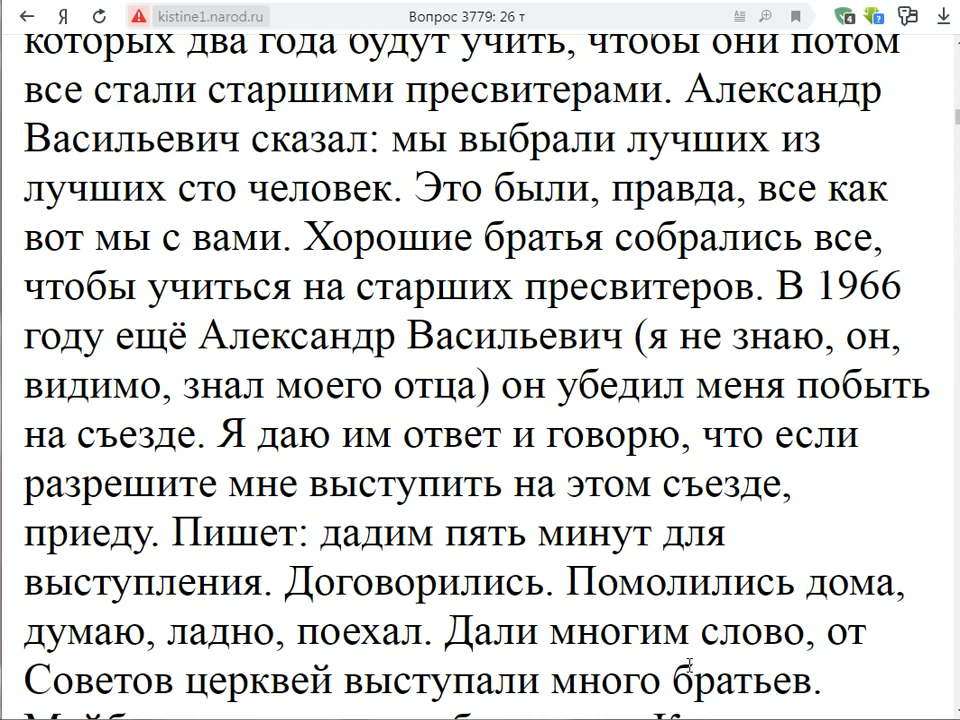 Я
kistine1.narod.ru
Вопрос 3779: 26 т
4
?
которых два года будут учить, чтобы они потом
все стали старшими пресвитерами. Александр
Васильевич сказал: мы выбрали лучших из
лучших сто человек. Это были, правда, все как
вот мы с вами. Хорошие братья собрались все,
чтобы учиться на старших пресвитеров. В 1966
году ещё Александр Васильевич (я не знаю, он,
видимо, знал моего отца) он убедил меня побыть
на съезде. Я даю им ответ и говорю, что если
разрешите мне выступить на этом съезде,
приеду. Пишет: дадим пять минут для
выступления. Договорились. Помолились дома,
думаю, ладно, поехал. Дали многим слово, от
Советов церквей выступали много братьев.